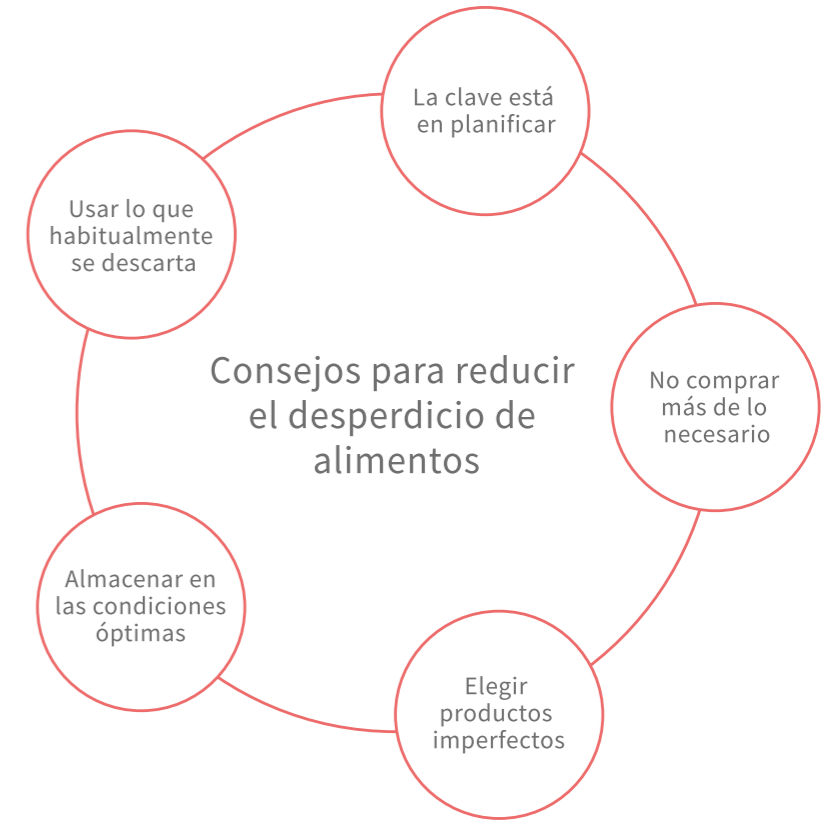 La clave está
en planificar
Usar lo que
habitualmente
se descarta
Consejos para reducir
el desperdicio de
alimentos
No comprar
más de lo
necesario
Almacenar en
las condiciones
óptimas
Elegir
productos
imperfectos